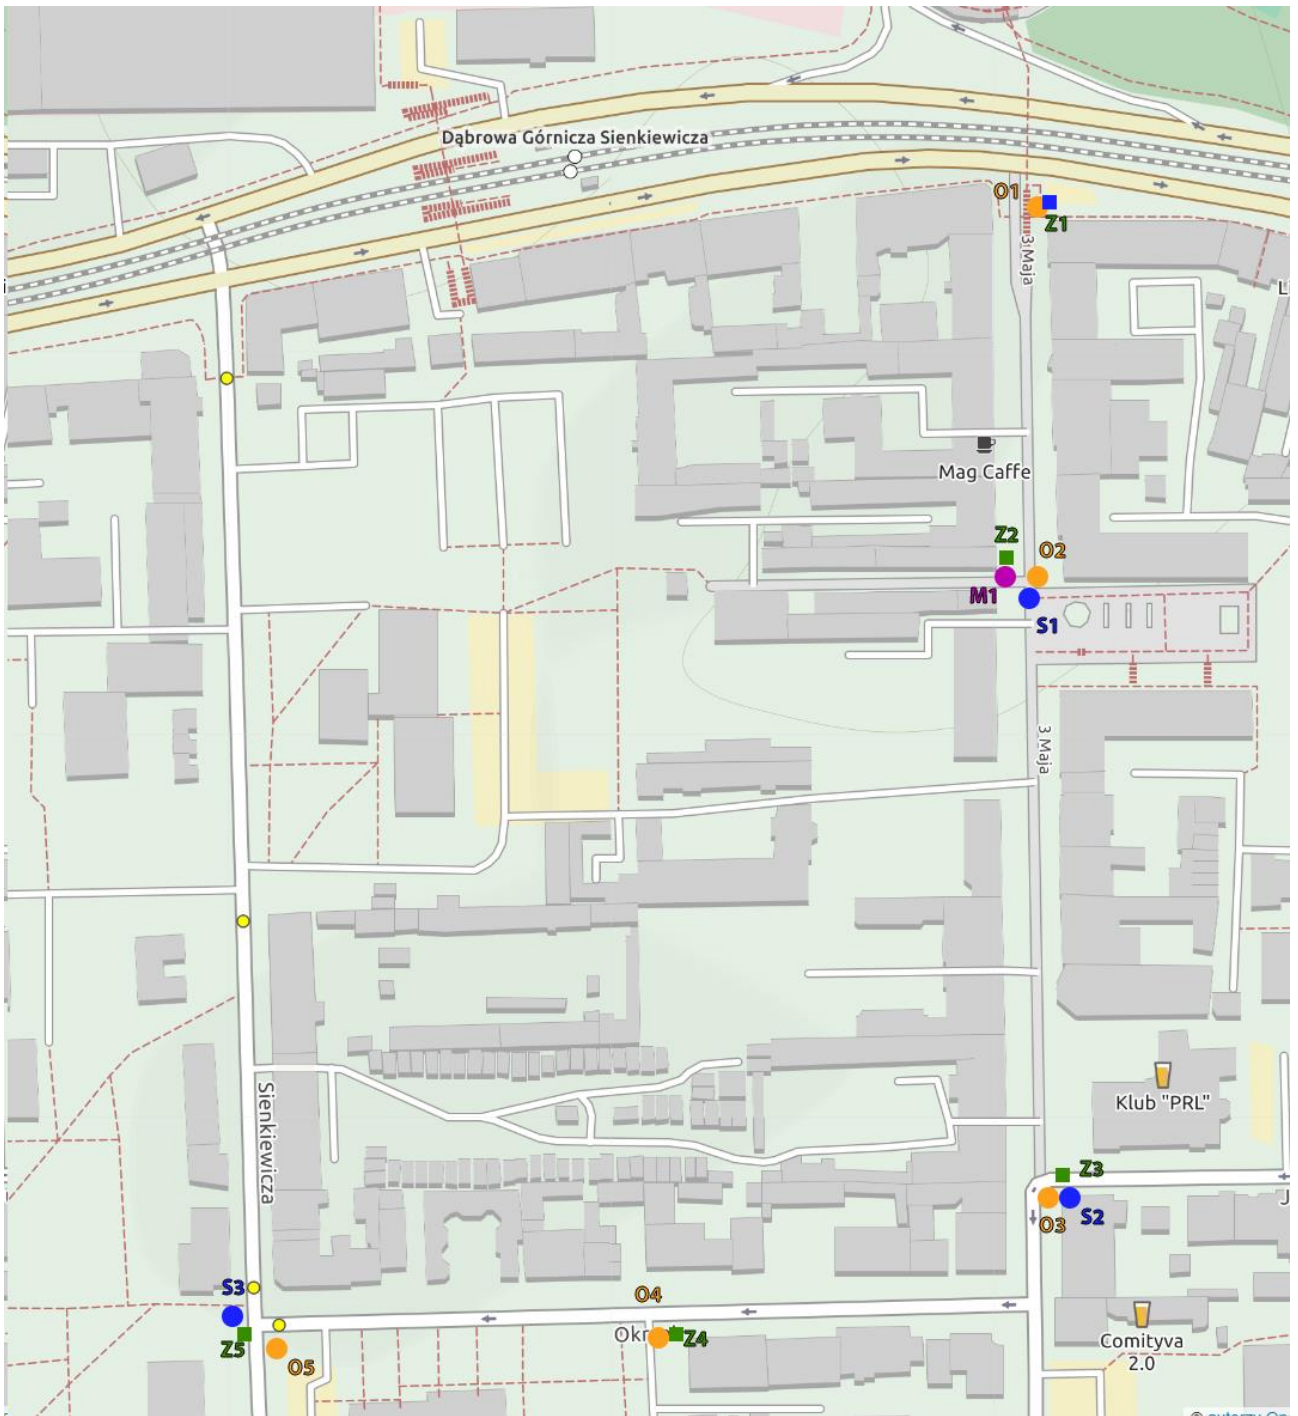 Dąbrowa Górnicza Sienkiewicza
O1
Z1
3 Maja
Mag Caffe
Z2
O2
M1
S1
3 Maja
Klub "PRL"
Sienkiewicza
Z3
O3
S2
S3
O4
Z4
Z5
O5
Comityva
2.0